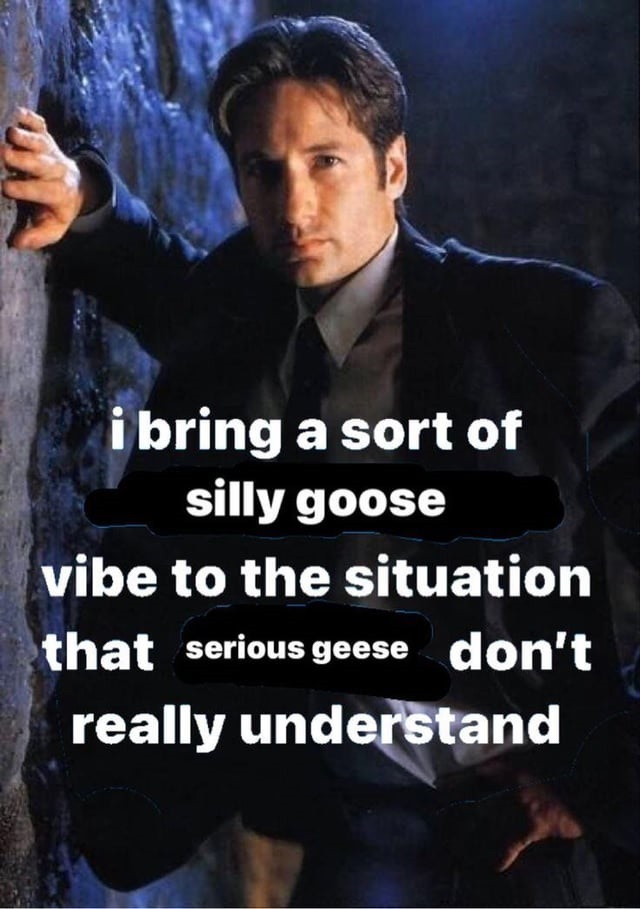 i bring a sort of
silly goose
vibe to the situation
that serious geese don't
really understand